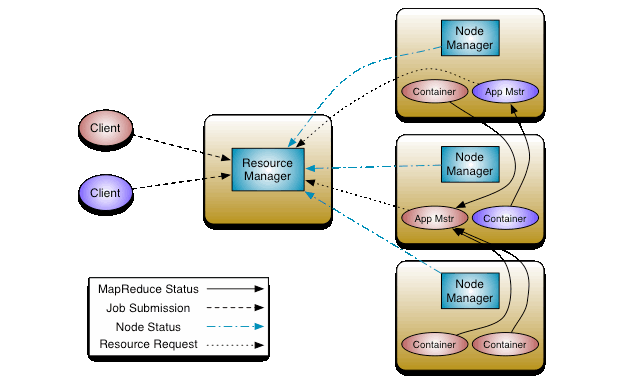 Client
Client
Resource
Manager
Node
Manager
Container
App Mstr
Node
Manager
App Mstr
Container
Node
Manager
Container
Container
MapReduce Status
Job Submission
Node Status
Resource Request